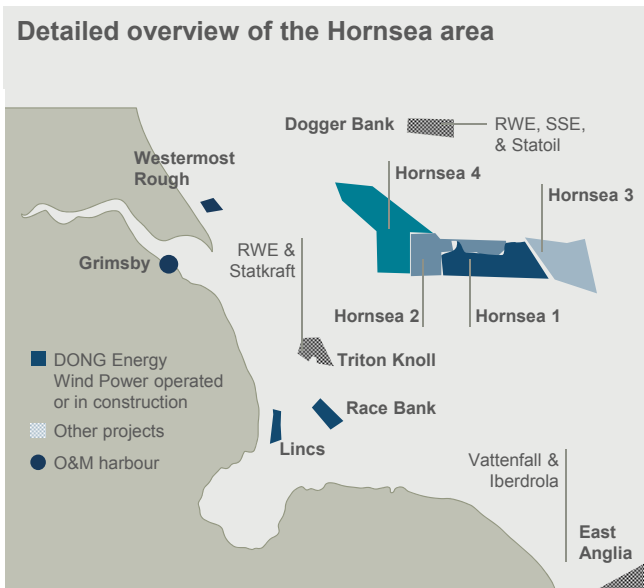 Detailed overview of the Hornsea area
Dogger Bank
RWE, SSE,
& Statoil
Westermost
Rough
Hornsea 4
Hornsea 3
RWE &
Statkraft
Grimsby
Hornsea 2
Hornsea 1
Triton Knoll
DONG Energy
Wind Power operated
or in construction
Race Bank
Other projects
Lincs
O&M harbour
Vattenfall &
Iberdrola
East
Anglia